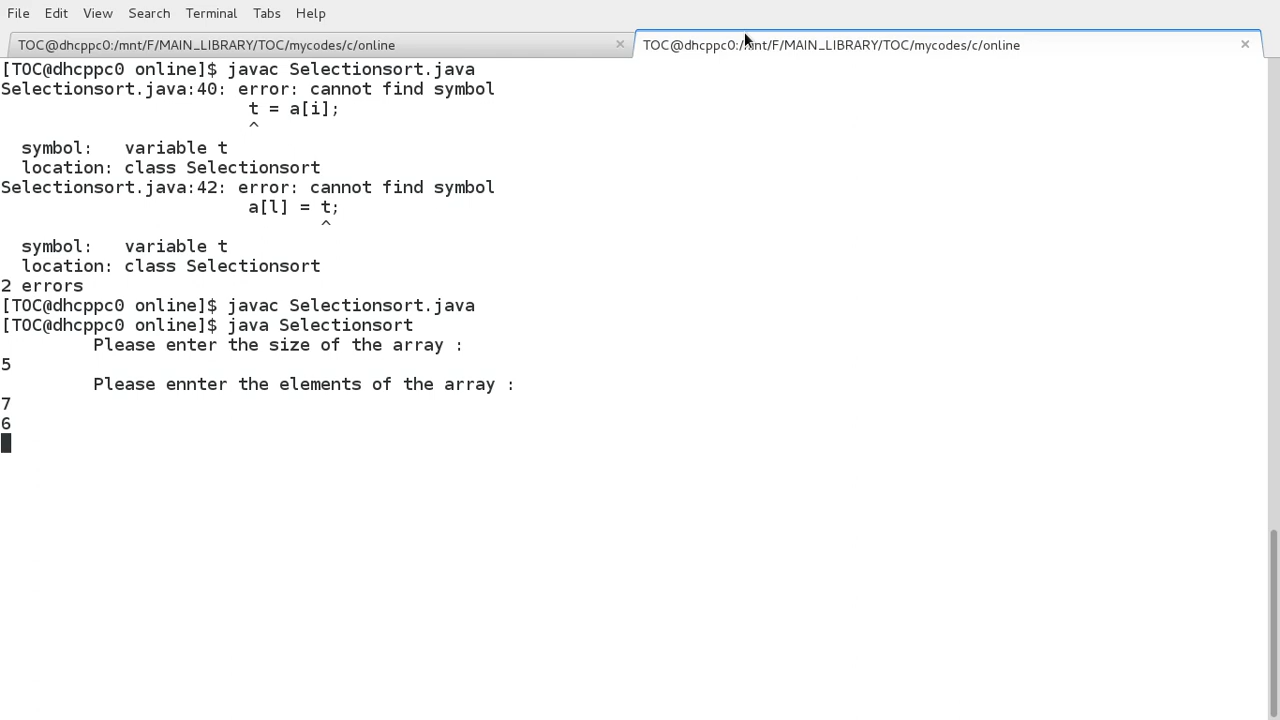 File Edit View Search Terminal Tabs Help
TOC@dhcppc0:/mnt/F/MAIN_LIBRARY/TOC/mycodes/c/online × TOC@dhcppc0:/mnt/F/MAIN_LIBRARY/TOC/mycodes/c/online ×
[TOC@dhcppc0 online]$ javac Selectionsort.java
Selectionsort.java:40: error: cannot find symbol
t = a[i];
^
symbol: variable t
location: class Selectionsort
Selectionsort.java:42: error: cannot find symbol
a[l] = t;
^
symbol: variable t
location: class Selectionsort
2 errors
[TOC@dhcppc0 online]$ javac Selectionsort.java
[TOC@dhcppc0 online]$ java Selectionsort
Please enter the size of the array :
5
Please ennter the elements of the array :
7
6